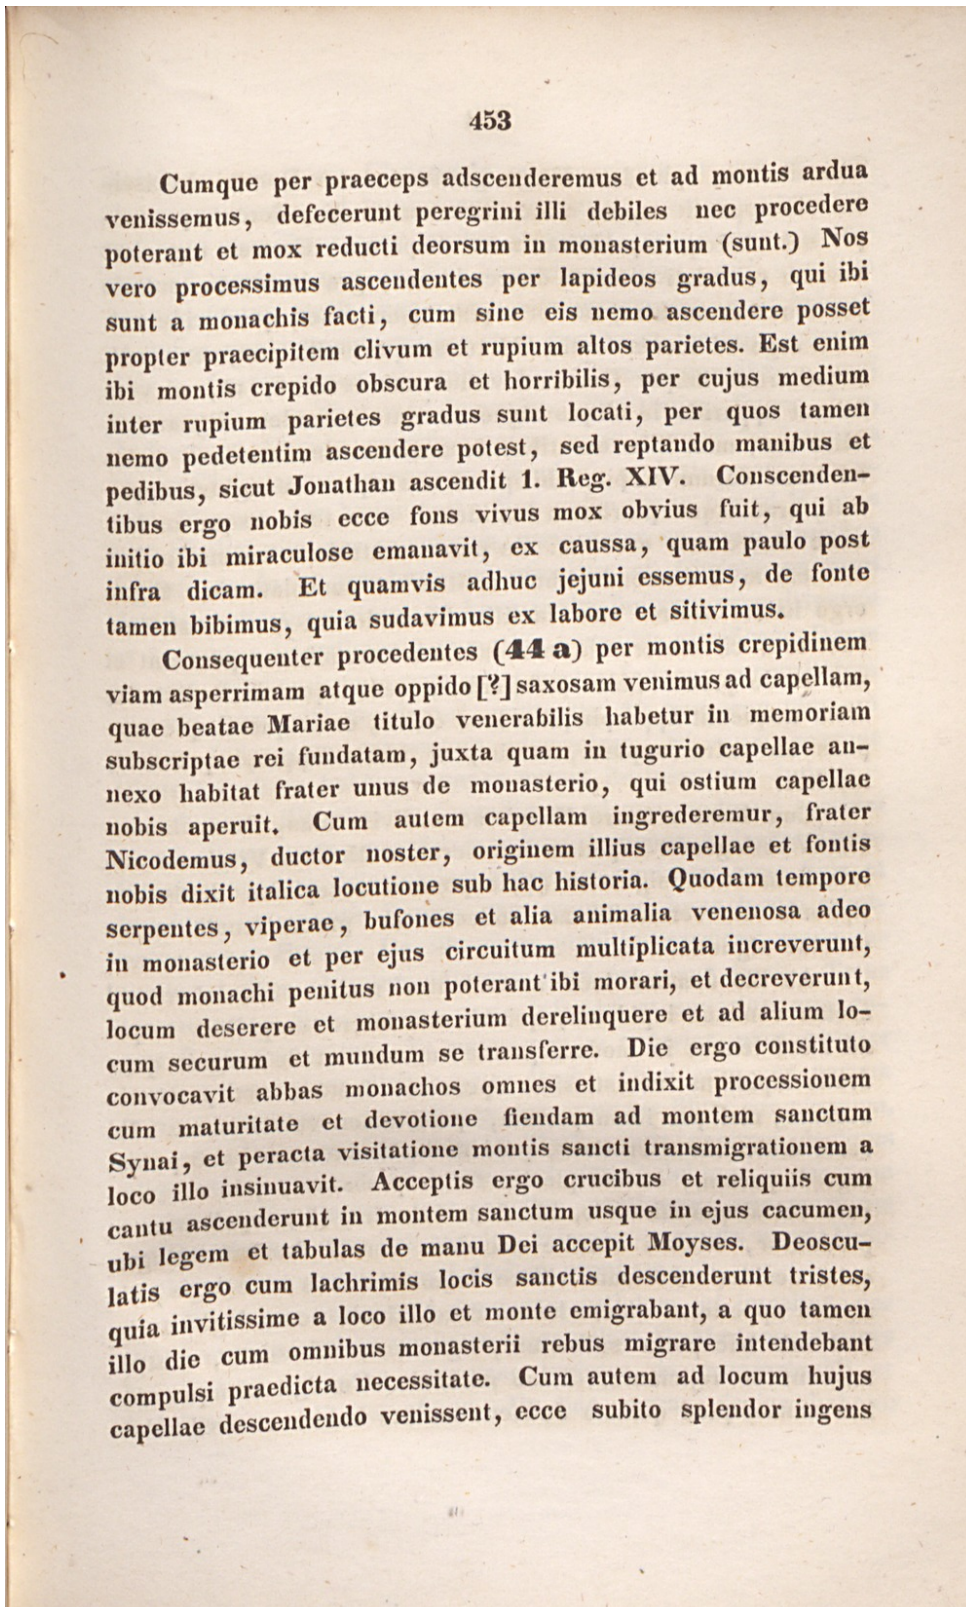 453
Cumque per praeceps adscenderemus et ad montis ardua
venissemus, defecerunt peregrini illi debiles nec procedere
poterant et mox reducti deorsum in monasterium (sunt.) Nos
vero processimus ascendentes per lapideos gradus, qui ibi
sunt a monachis facti, cum sine eis nemo ascendere posset
propter praecipitem clivum et rupium altos parietes. Est enim
ibi montis crepido obscura et horribilis, per cujus medium
inter rupium parietes gradus sunt locati, per quos tamen
nemo pedetentim ascendere potest, sed reptando manibus et
pedibus, sicut Jonathan ascendit 1. Reg. XIV. Conscenden-
tibus ergo nobis ecce fons vivus mox obvius fuit, qui ab
initio ibi miraculose emanavit, ex caussa, quam paulo post
infra dicam. Et quamvis adhuc jejuni essemus, de fonte
tamen bibimus, quia sudavimus ex labore et sitivimus.
Consequenter procedentes (44 a) per montis crepidinem
viam asperrimam atque oppido [?] saxosam venimus ad capellam,
quae beatae Mariae titulo venerabilis habetur in memoriam
subscriptae rei fundatam, juxta quam in tugurio capellae an-
nexo habitat frater unus de monasterio, qui ostium capellae
nobis aperuit. Cum autem capellam ingrederemur, frater
Nicodemus, ductor noster, originem illius capellae et fontis
nobis dixit italica locutione sub hac historia. Quodam tempore
serpentes, viperae, bufones et alia animalia venenosa adeo
in monasterio et per ejus circuitum multiplicata increverunt,
quod monachi penitus non poterant ibi morari, et decreverunt,
locum deserere et monasterium derelinquere et ad alium lo-
cum securum et mundum se transferre. Die ergo constituto
convocavit abbas monachos omnes et indixit processionem
cum maturitate et devotione fiendam ad montem sanctum
Synai, et peracta visitatione montis sancti transmigrationem a
loco illo insinuavit. Acceptis ergo crucibus et reliquiis cum
cantu ascenderunt in montem sanctum usque in ejus cacumen,
ubi legem et tabulas de manu Dei accepit Moyses. Deoscu-
latis ergo cum lachrimis locis sanctis descenderunt tristes,
quia invitissime a loco illo et monte emigrabant, a quo tamen
illo die cum omnibus monasterii rebus migrare intendebant
compulsi praedicta necessitate. Cum autem ad locum hujus
capellae descendendo venissent, ecce subito splendor ingens